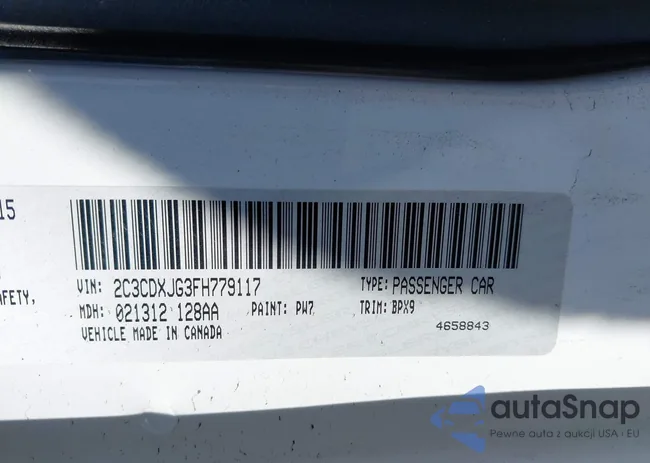 15
AFETY,
VIN: 2C3CDXJG3FH779117 TYPE: PASSENGER CAR
MDH: 021312 128AA PAINT: PW7 TRIM: BPX9
VEHICLE MADE IN CANADA 4658843
autaSnap
Pewne auta z aukcji USA i EU